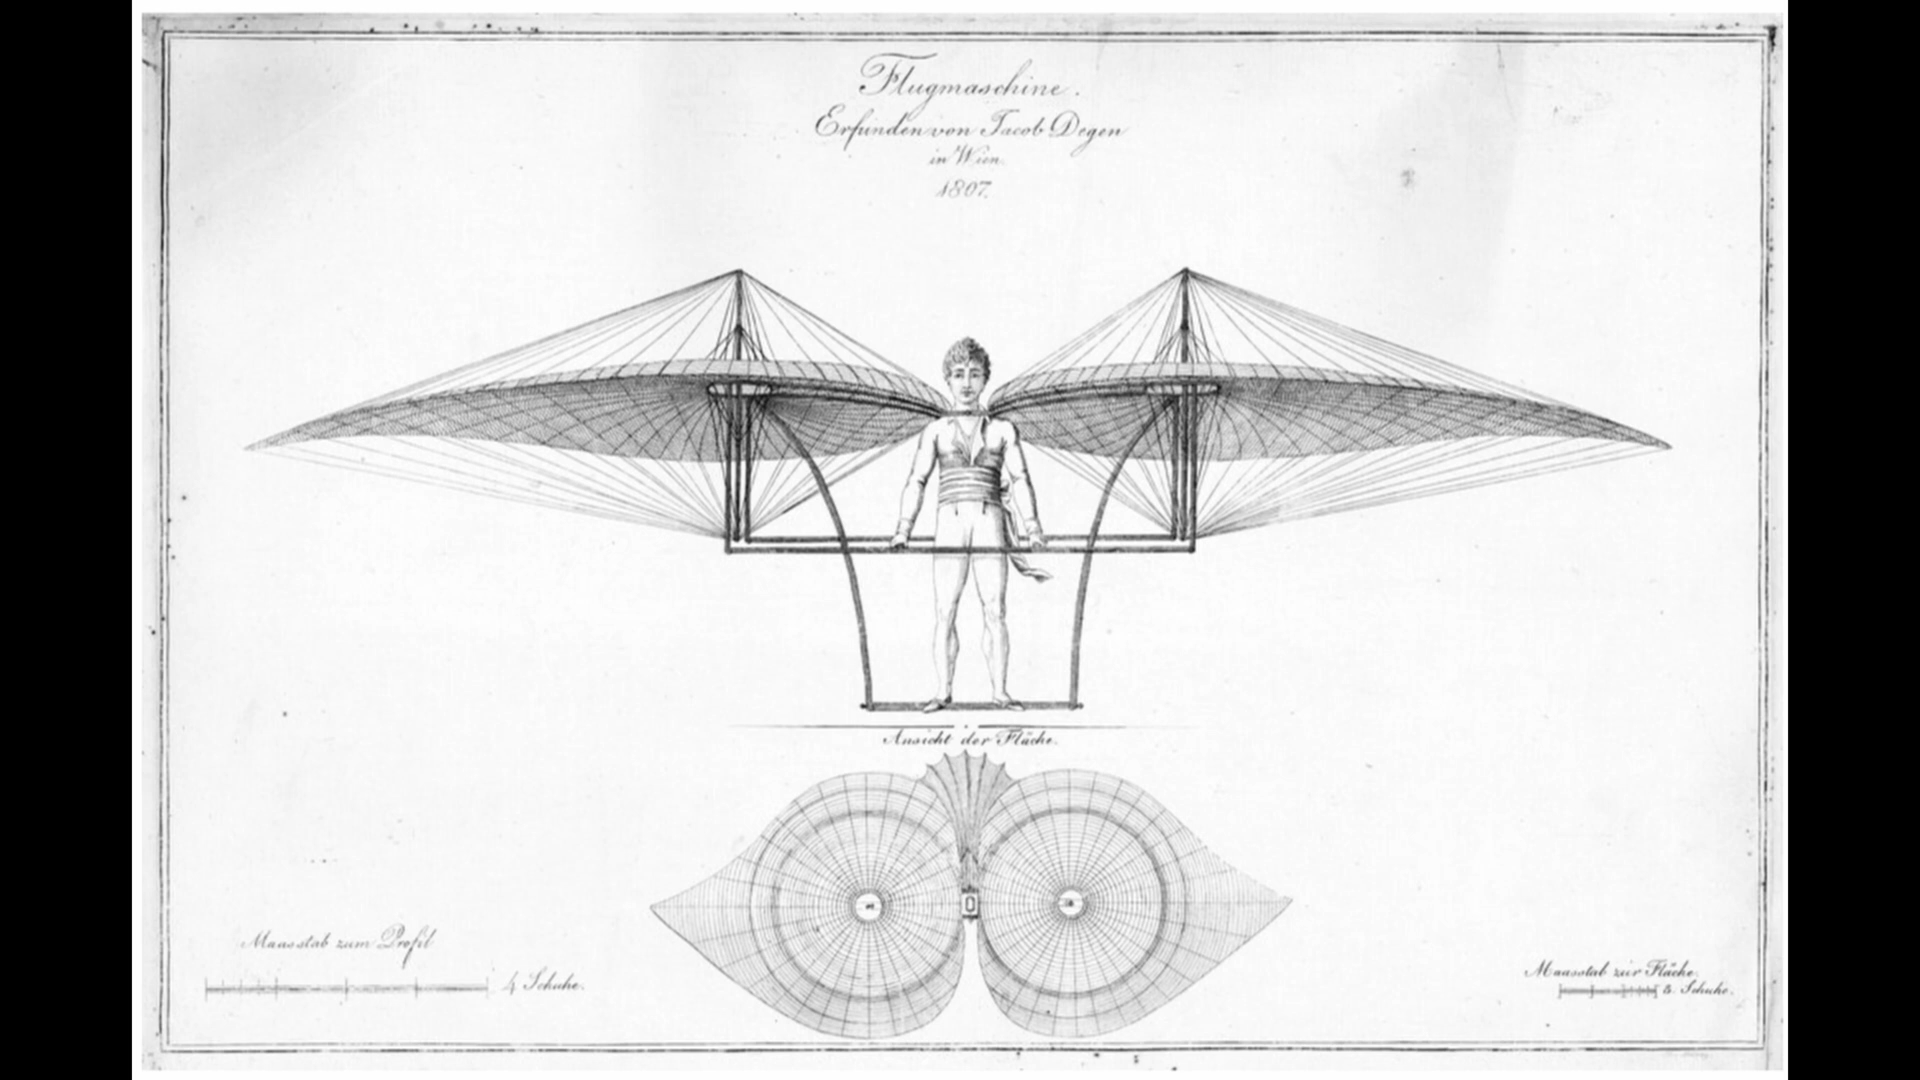 Flugmaschine.
Erfunden von Jacob Degen
in Wien.
1807.
Ansicht der Fläche.
Maasstab zum Profil
4 Schuhe.
Maasstab zur Fläche.
Schuhe.